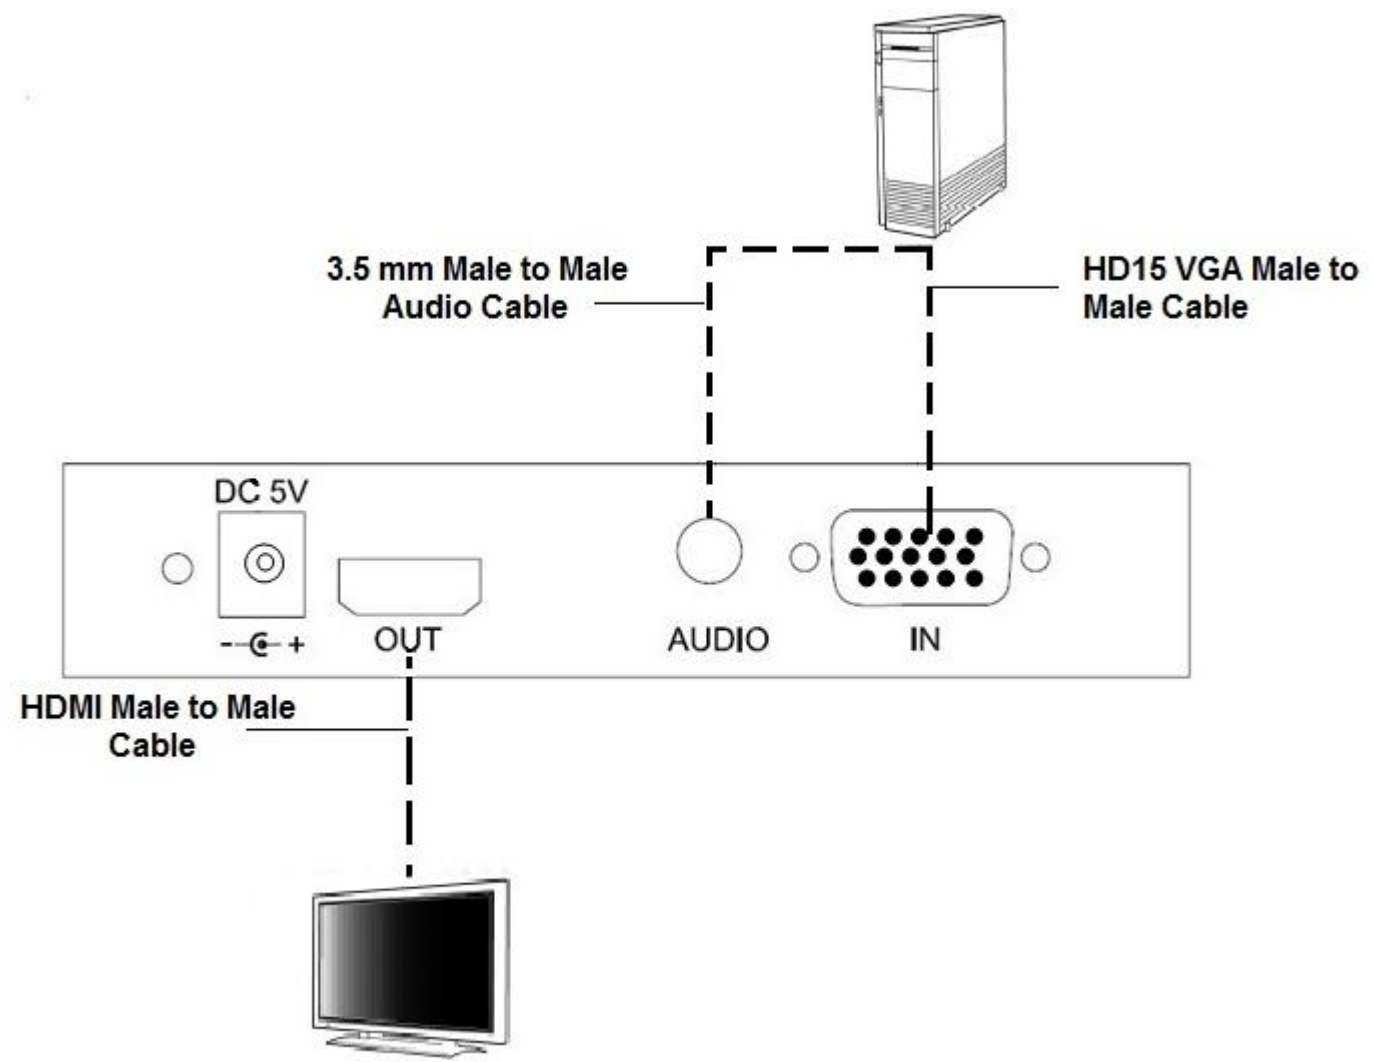 3.5 mm Male to Male
Audio Cable
HD15 VGA Male to
Male Cable
DC 5V
- +
OUT
AUDIO
IN
HDMI Male to Male
Cable